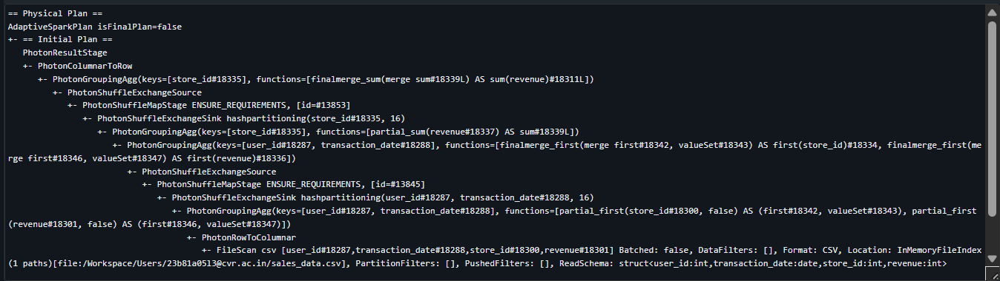 == Physical Plan ==
AdaptiveSparkPlan isFinalPlan=false
+- == Initial Plan ==
   PhotonResultStage
   +- PhotonColumnarToRow
      +- PhotonGroupingAgg(keys=[store_id#18335], functions=[finalmerge_sum(merge sum#18339L) AS sum(revenue)#18311L])
         +- PhotonShuffleExchangeSource
            +- PhotonShuffleMapStage ENSURE_REQUIREMENTS, [id=#13853]
               +- PhotonShuffleExchangeSink hashpartitioning(store_id#18335, 16)
                  +- PhotonGroupingAgg(keys=[store_id#18335], functions=[partial_sum(revenue#18337) AS sum#18339L])
                     +- PhotonGroupingAgg(keys=[user_id#18287, transaction_date#18288], functions=[finalmerge_first(merge first#18342, valueSet#18343) AS first(store_id)#18334, finalmerge_first(me
rge first#18346, valueSet#18347) AS first(revenue)#18336])
                        +- PhotonShuffleExchangeSource
                           +- PhotonShuffleMapStage ENSURE_REQUIREMENTS, [id=#13845]
                              +- PhotonShuffleExchangeSink hashpartitioning(user_id#18287, transaction_date#18288, 16)
                                 +- PhotonGroupingAgg(keys=[user_id#18287, transaction_date#18288], functions=[partial_first(store_id#18300, false) AS (first#18342, valueSet#18343), partial_first
(revenue#18301, false) AS (first#18346, valueSet#18347)])
                                    +- PhotonRowToColumnar
                                       +- FileScan csv [user_id#18287,transaction_date#18288,store_id#18300,revenue#18301] Batched: false, DataFilters: [], Format: CSV, Location: InMemoryFileIndex
(1 paths)[file:/Workspace/Users/23b81a05l3@cvr.ac.in/sales_data.csv], PartitionFilters: [], PushedFilters: [], ReadSchema: struct<user_id:int,transaction_date:date,store_id:int,revenue:int>